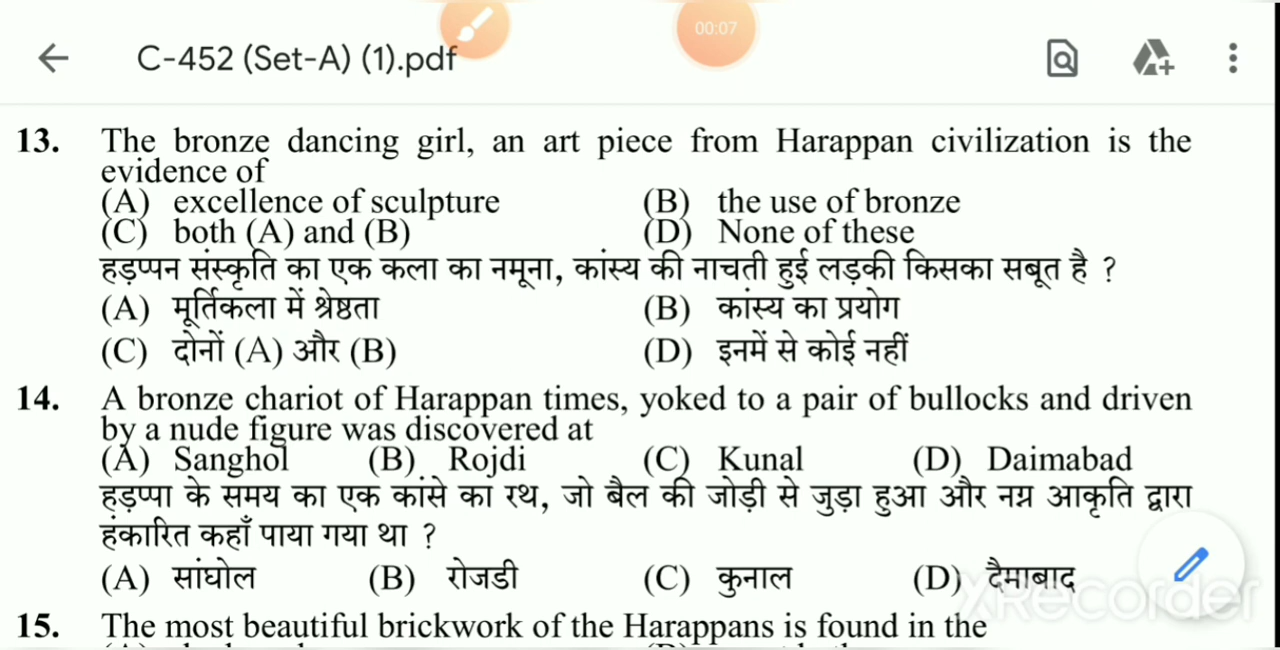 00:07
C-452 (Set-A) (1).pdf
13. The bronze dancing girl, an art piece from Harappan civilization is the
evidence of
(A) excellence of sculpture (B) the use of bronze
(C) both (A) and (B) (D) None of these
हड़प्पन संस्कृति का एक कला का नमूना, कांस्य की नाचती हुई लड़की किसका सबूत है ?
(A) मूर्तिकला में श्रेष्ठता (B) कांस्य का प्रयोग
(C) दोनों (A) और (B) (D) इनमें से कोई नहीं
14. A bronze chariot of Harappan times, yoked to a pair of bullocks and driven
by a nude figure was discovered at
(A) Sanghol (B) Rojdi (C) Kunal (D) Daimabad
हड़प्पा के समय का एक कांसे का रथ, जो बैल की जोड़ी से जुड़ा हुआ और नग्न आकृति द्वारा
हंकारित कहाँ पाया गया था ?
(A) सांघोल (B) रोजडी (C) कुनाल (D) दैमाबाद
XRecorder
15. The most beautiful brickwork of the Harappans is found in the